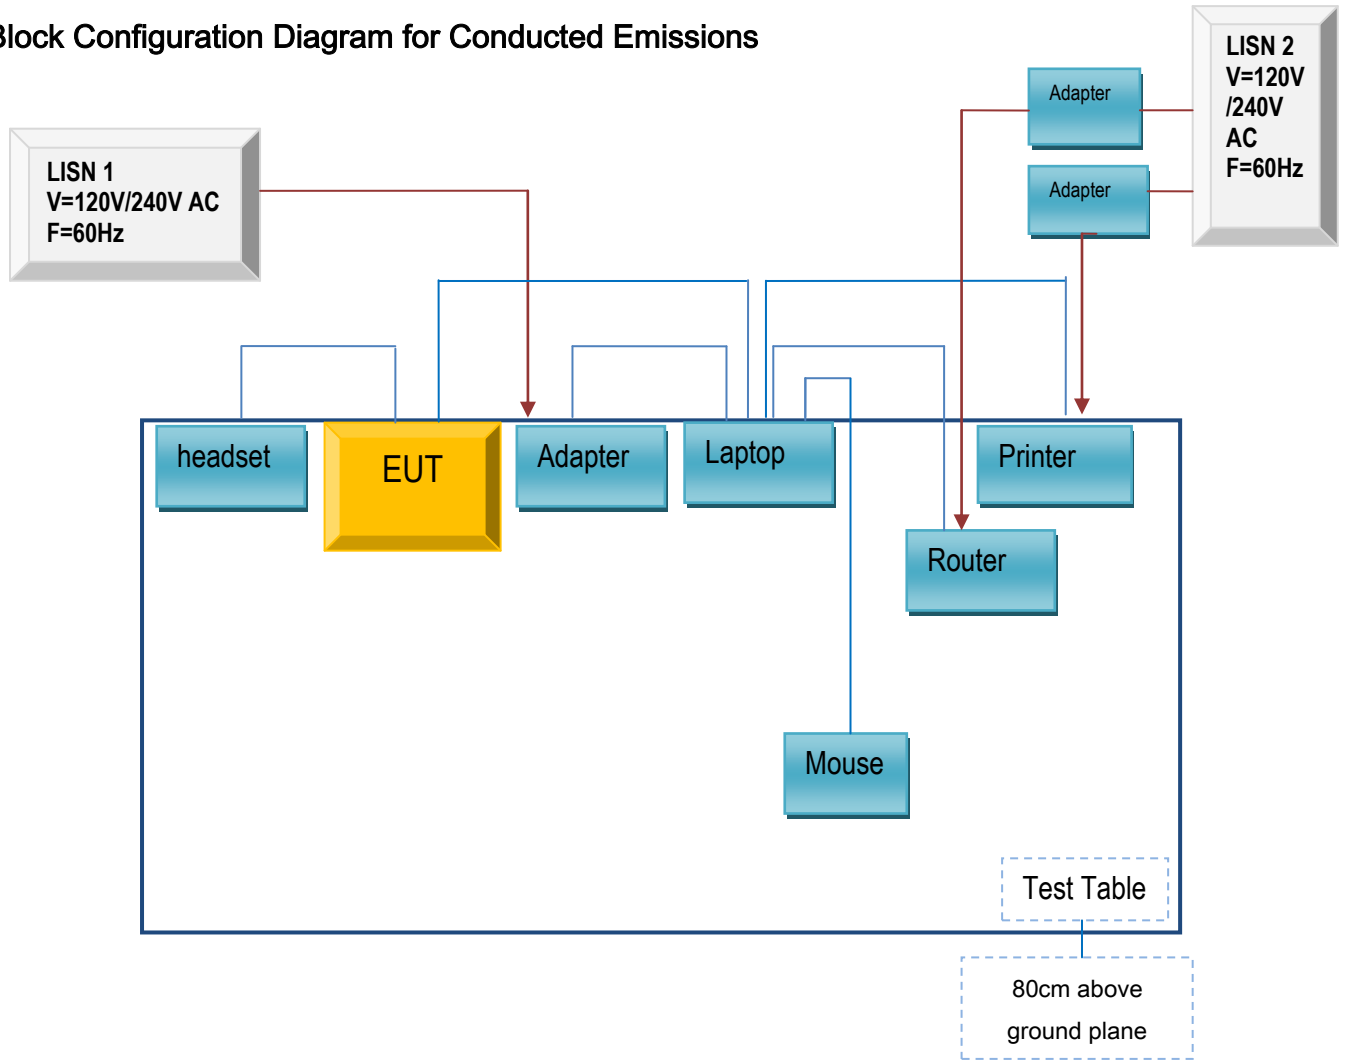 Block Configuration Diagram for Conducted Emissions
LISN 2
V=120V
/240V
AC
F=60Hz
Adapter
Adapter
LISN 1
V=120V/240V AC
F=60Hz
headset
EUT
Adapter
Laptop
Printer
Router
Mouse
Test Table
80cm above
ground plane